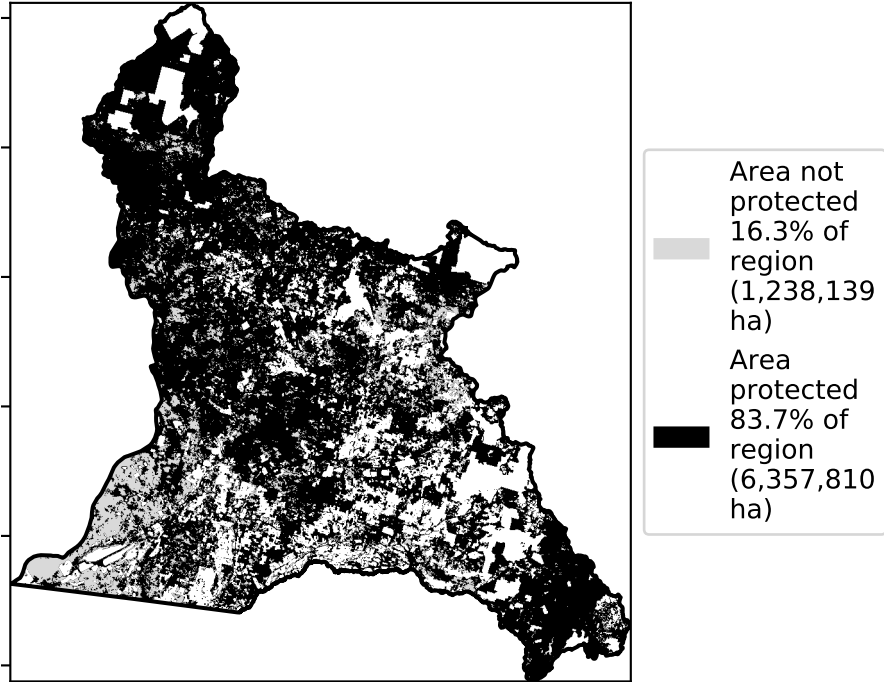 Area not
protected
16.3% of
region
(1,238,139
ha)
Area
protected
83.7% of
region
(6,357,810
ha)